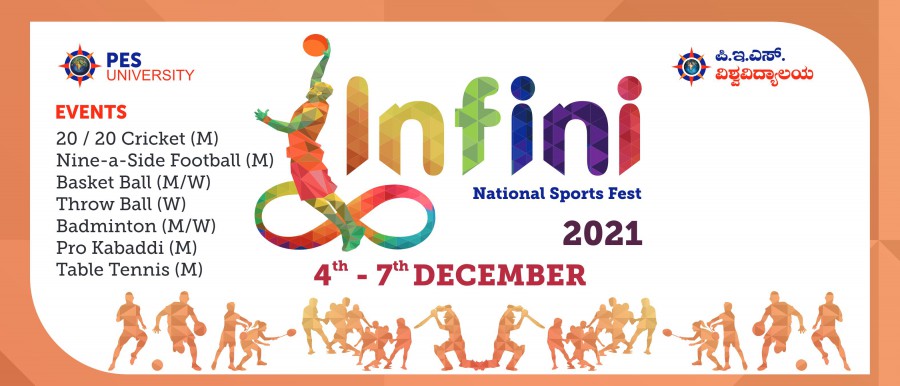 PES
UNIVERSITY
ಪಿ.ಇ.ಎಸ್.
ವಿಶ್ವವಿದ್ಯಾಲಯ
EVENTS
20 / 20 Cricket (M)
Nine-a-Side Football (M)
Basket Ball (M/W)
Throw Ball (W)
Badminton (M/W)
Pro Kabaddi (M)
Table Tennis (M)
Infini
National Sports Fest
2021
4th - 7th DECEMBER